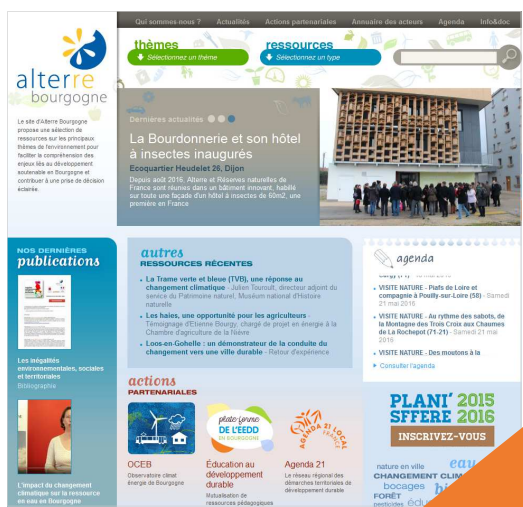 Qui sommes-nous ? Actualités Actions partenariales Annuaire des acteurs Agenda Info&doc
thèmes
Sélectionnez un thème
ressources
Sélectionnez un type
alterre
bourgogne
Le site d'Alterre Bourgogne
propose une sélection de
ressources sur les principaux
thèmes de l'environnement pour
faciliter la compréhension des
enjeux liés au développement
soutenable en Bourgogne et
contribuer à une prise de décision
éclairée.
Dernières actualités
La Bourdonnerie et son hôtel
à insectes inaugurés
Ecoquartier Heudelet 26, Dijon
Depuis août 2015, Alterre et Réserves naturelles de
France sont réunies dans un bâtiment innovant, habillé
sur toute une façade d'un hôtel à insectes de 60m2, une
première en France
NOS DERNIÈRES
publications
Les inégalités
environnementales, sociales
et territoriales
Bibliographie
L'impact du changement
climatique sur la ressource
en eau en Bourgogne
autres
RESSOURCES RÉCENTES
La Trame verte et bleue (TVB), une réponse au
changement climatique - Julien Touroult, directeur adjoint du
service du Patrimoine naturel, Muséum national d'Histoire
naturelle
Les haies, une opportunité pour les agriculteurs -
Témoignage d'Etienne Bourgy, chargé de projet en énergie à la
Chambre d'agriculture de la Nièvre
Loos-en-Gohelle : un démonstrateur de la conduite du
changement vers une ville durable - Retour d'expérience
agenda
VISITE NATURE - Piafs de Loire et
compagnie à Pouilly-sur-Loire (58) - Samedi
21 mai 2016
VISITE NATURE - Au rythme des sabots, de
la Montagne des Trois Croix aux Chaumes
de La Rochepot (71-21) - Samedi 21 mai
2016
VISITE NATURE - Des moutons à la
Consulter l'agenda
actions
PARTENARIALES
OCEB
Observatoire climat
énergie de Bourgogne
plate-forme
DE L'EEDD
EN BOURGOGNE
Éducation au
développement
durable
Mutualisation de
ressources pédagogiques
AGENDA 21 LOCAL
FRANCE
Agenda 21
Le réseau régional des
démarches territoriales de
développement durable
PLANI' 2015
SFFERE 2016
INSCRIVEZ-VOUS
nature en ville eau
CHANGEMENT CLIM
bocages
FORÊT
pesticides